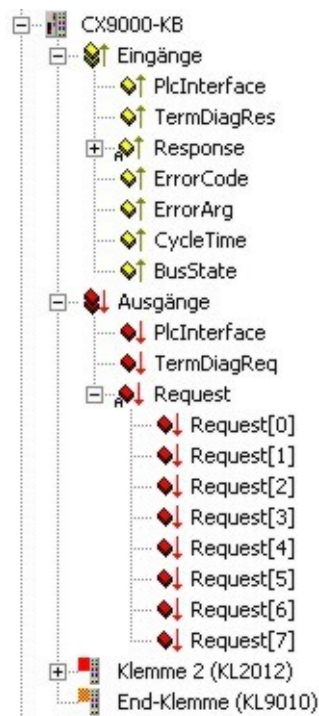 CX9000-KB
Eingänge
PlcInterface
TermDiagRes
Response
ErrorCode
ErrorArg
CycleTime
BusState
Ausgänge
PlcInterface
TermDiagReq
Request
Request[0]
Request[1]
Request[2]
Request[3]
Request[4]
Request[5]
Request[6]
Request[7]
Klemme 2 (KL2012)
End-Klemme (KL9010)